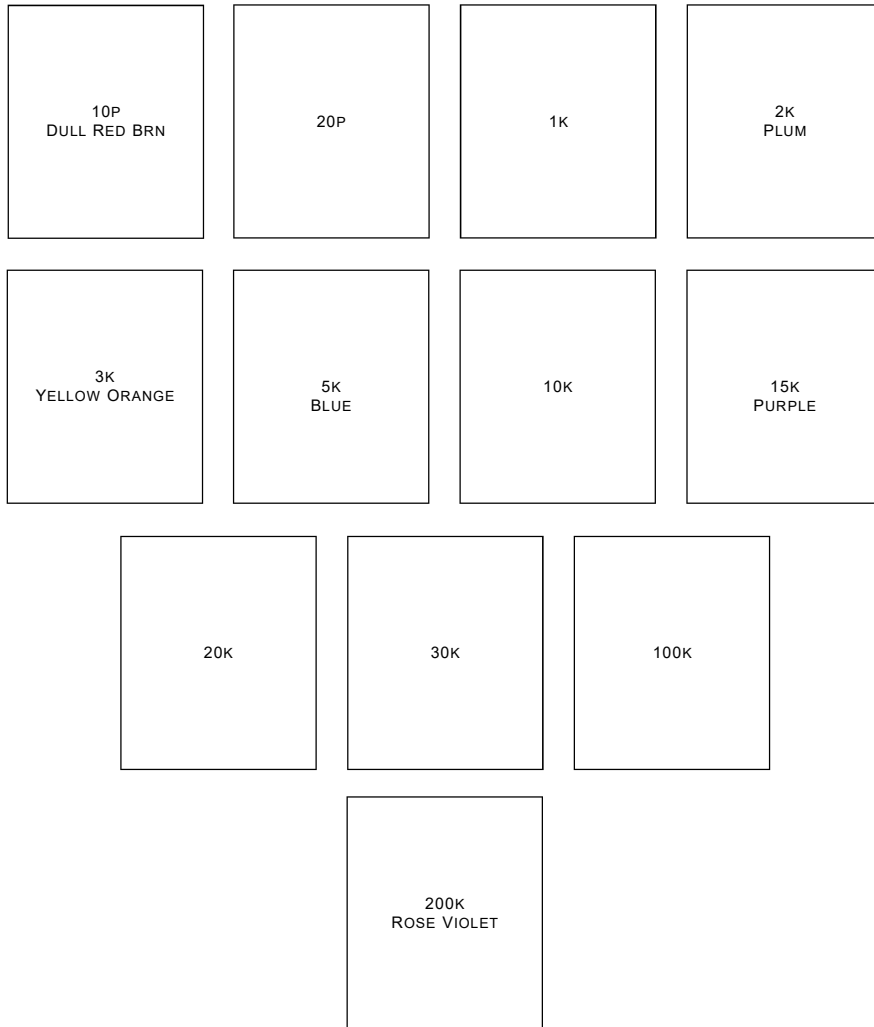 10P
DULL RED BRN
20P
1K
2K
PLUM
3K
YELLOW ORANGE
5K
BLUE
10K
15K
PURPLE
20K
30K
100K
200K
ROSE VIOLET